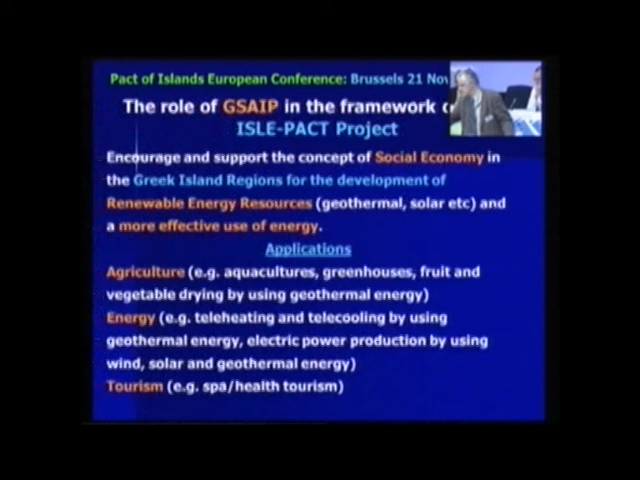 Pact of Islands European Conference: Brussels 21 Nov
The role of GSAIP in the framework
ISLE-PACT Project
Encourage and support the concept of Social Economy in
the Greek Island Regions for the development of
Renewable Energy Resources (geothermal, solar etc) and
a more effective use of energy.
Applications
Agriculture (e.g. aquacultures, greenhouses, fruit and
vegetable drying by using geothermal energy)
Energy (e.g. teleheating and telecooling by using
geothermal energy, electric power production by using
wind, solar and geothermal energy)
Tourism (e.g. spa/health tourism)